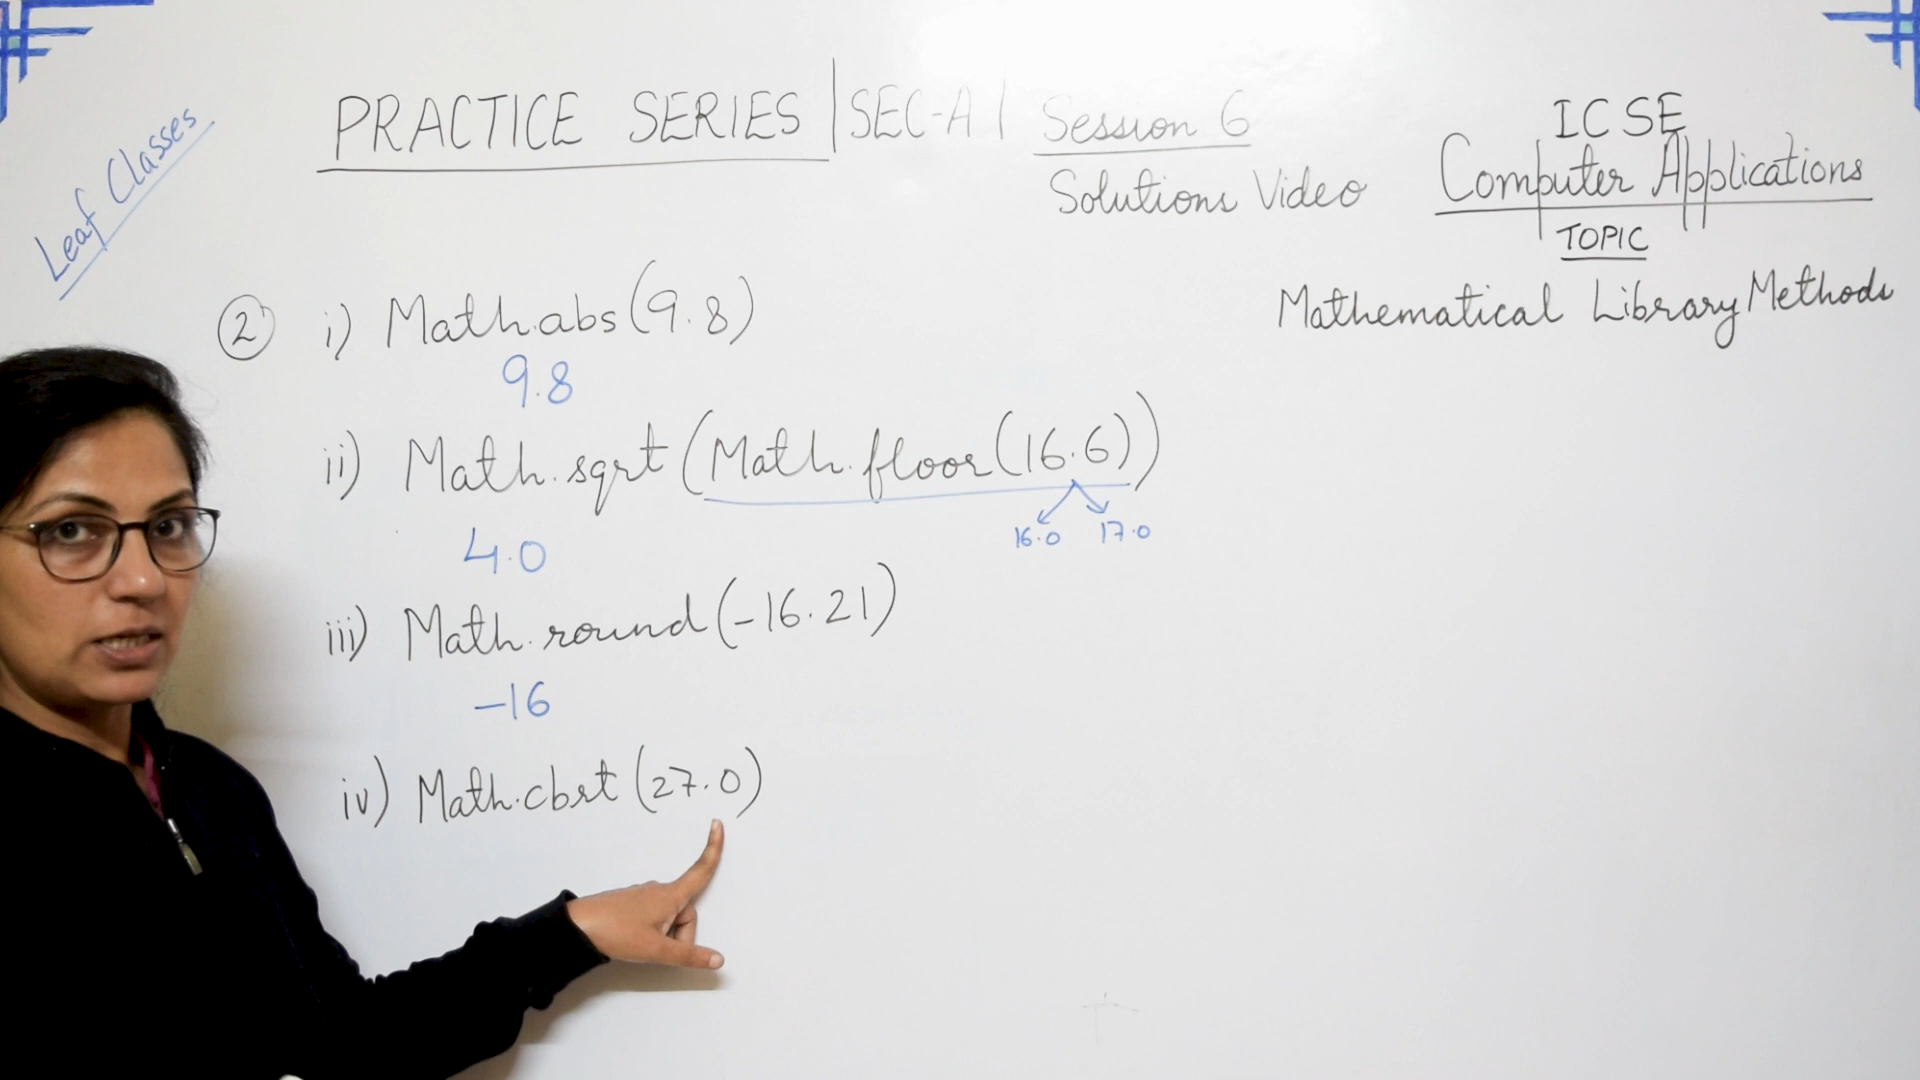 Leaf Classes
PRACTICE SERIES | SEC-A | Session 6
Solutions Video
ICSE
Computer Applications
TOPIC
Mathematical Library Methods
2 i) Math.abs(9.8)
9.8
ii) Math.sqrt(Math.floor(16.6))
16.0 17.0
4.0
iii) Math.round(-16.21)
-16
iv) Math.cbrt(27.0)